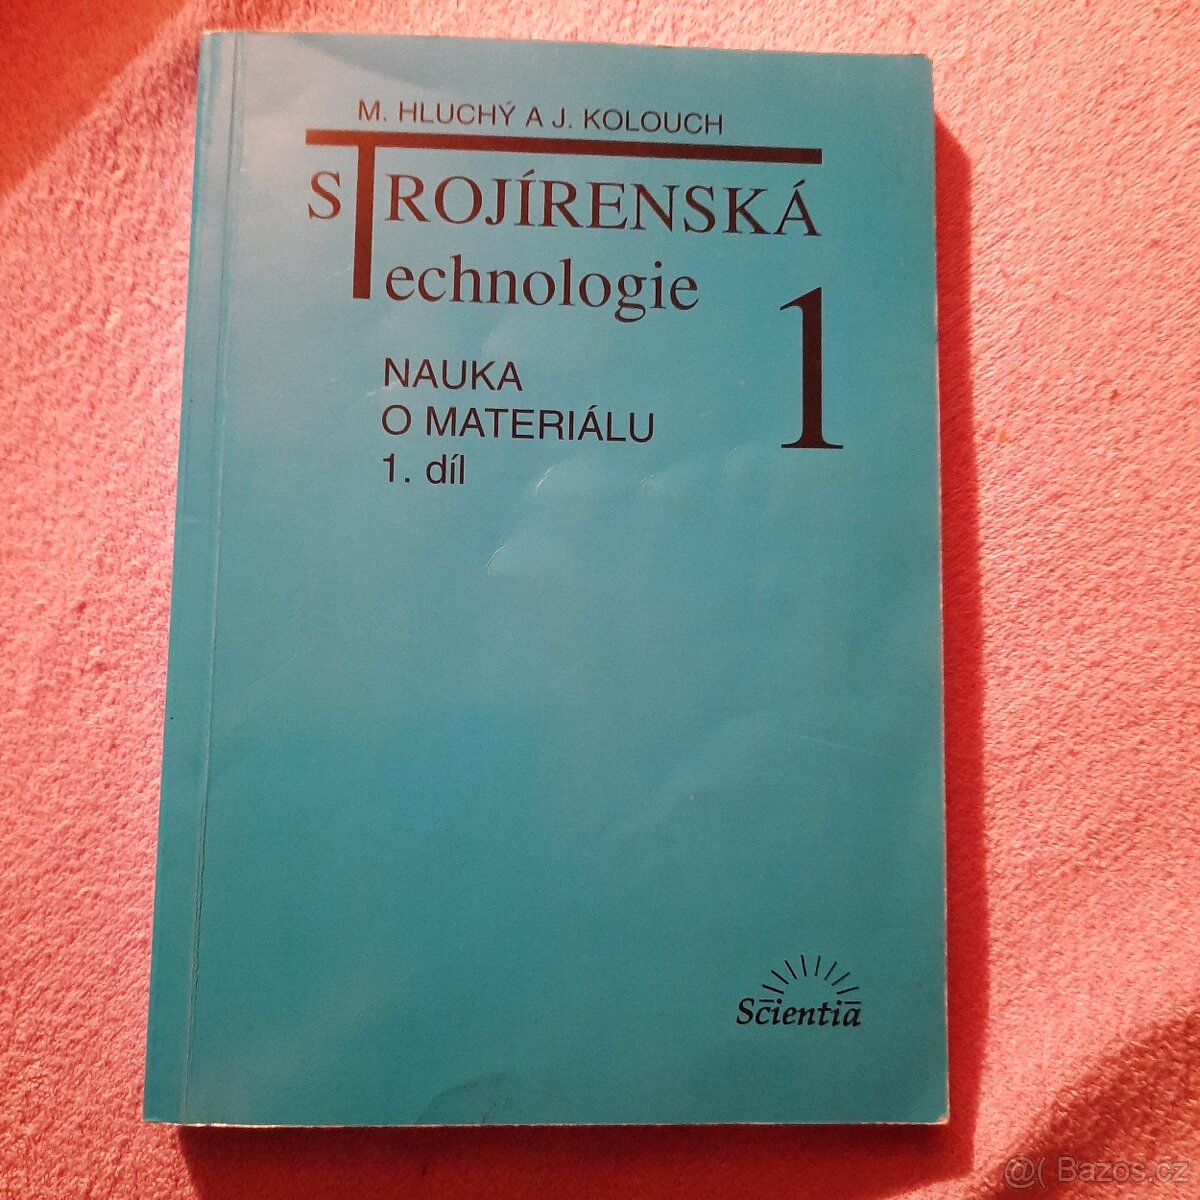 M. HLUCHÝ A J. KOLOUCH
STROJÍRENSKÁ
Technologie 1
NAUKA
O MATERIÁLU
1. díl
Scientia
@( Bazos.cz